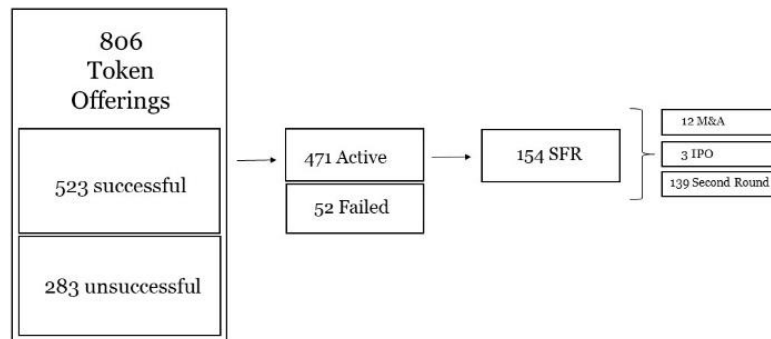 806
Token
Offerings
523 successful
283 unsuccessful
471 Active
52 Failed
154 SFR
12 M&A
3 IPO
139 Second Round